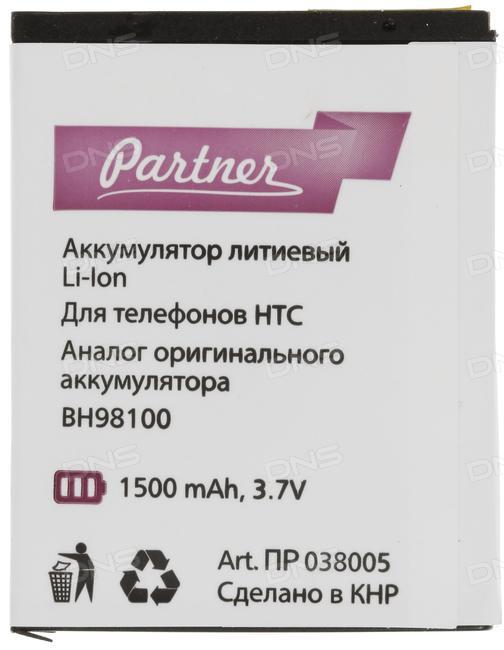 Partner
Аккумулятор литиевый
Li-Ion
Для телефонов HTC
Аналог оригинального
аккумулятора
BH98100
1500 mAh, 3.7V
Art. ПР 038005
Сделано в КНР
DNS